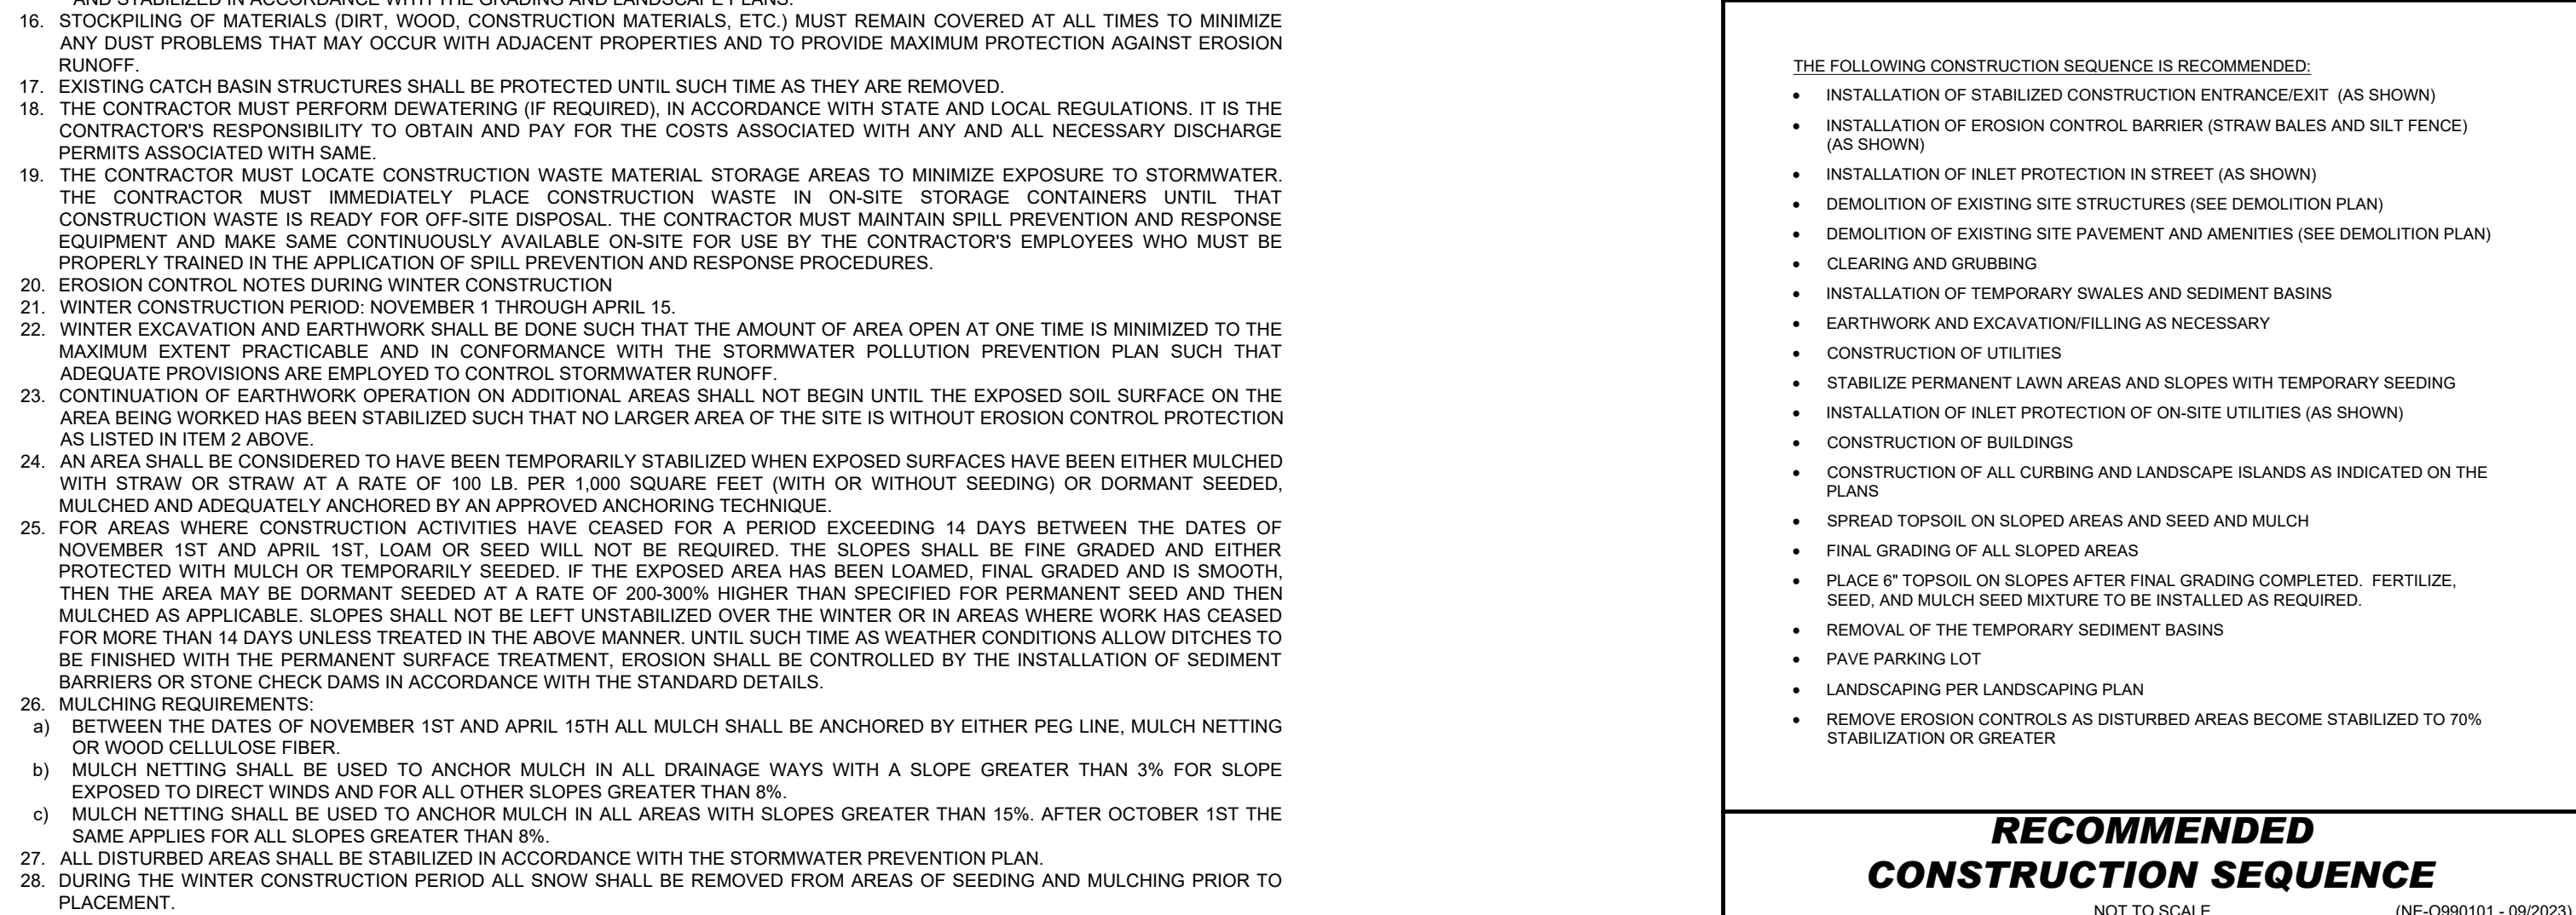 AND STABILIZED IN ACCORDANCE WITH THE GRADING AND LANDSCAPE PLANS.
16. STOCKPILING OF MATERIALS (DIRT, WOOD, CONSTRUCTION MATERIALS, ETC.) MUST REMAIN COVERED AT ALL TIMES TO MINIMIZE
ANY DUST PROBLEMS THAT MAY OCCUR WITH ADJACENT PROPERTIES AND TO PROVIDE MAXIMUM PROTECTION AGAINST EROSION
RUNOFF.
17. EXISTING CATCH BASIN STRUCTURES SHALL BE PROTECTED UNTIL SUCH TIME AS THEY ARE REMOVED.
18. THE CONTRACTOR MUST PERFORM DEWATERING (IF REQUIRED), IN ACCORDANCE WITH STATE AND LOCAL REGULATIONS. IT IS THE
CONTRACTOR'S RESPONSIBILITY TO OBTAIN AND PAY FOR THE COSTS ASSOCIATED WITH ANY AND ALL NECESSARY DISCHARGE
PERMITS ASSOCIATED WITH SAME.
19. THE CONTRACTOR MUST LOCATE CONSTRUCTION WASTE MATERIAL STORAGE AREAS TO MINIMIZE EXPOSURE TO STORMWATER.
THE CONTRACTOR MUST IMMEDIATELY PLACE CONSTRUCTION WASTE IN ON-SITE STORAGE CONTAINERS UNTIL THAT
CONSTRUCTION WASTE IS READY FOR OFF-SITE DISPOSAL. THE CONTRACTOR MUST MAINTAIN SPILL PREVENTION AND RESPONSE
EQUIPMENT AND MAKE SAME CONTINUOUSLY AVAILABLE ON-SITE FOR USE BY THE CONTRACTOR'S EMPLOYEES WHO MUST BE
PROPERLY TRAINED IN THE APPLICATION OF SPILL PREVENTION AND RESPONSE PROCEDURES.
20. EROSION CONTROL NOTES DURING WINTER CONSTRUCTION
21. WINTER CONSTRUCTION PERIOD: NOVEMBER 1 THROUGH APRIL 15.
22. WINTER EXCAVATION AND EARTHWORK SHALL BE DONE SUCH THAT THE AMOUNT OF AREA OPEN AT ONE TIME IS MINIMIZED TO THE
MAXIMUM EXTENT PRACTICABLE AND IN CONFORMANCE WITH THE STORMWATER POLLUTION PREVENTION PLAN SUCH THAT
ADEQUATE PROVISIONS ARE EMPLOYED TO CONTROL STORMWATER RUNOFF.
23. CONTINUATION OF EARTHWORK OPERATION ON ADDITIONAL AREAS SHALL NOT BEGIN UNTIL THE EXPOSED SOIL SURFACE ON THE
AREA BEING WORKED HAS BEEN STABILIZED SUCH THAT NO LARGER AREA OF THE SITE IS WITHOUT EROSION CONTROL PROTECTION
AS LISTED IN ITEM 2 ABOVE.
24. AN AREA SHALL BE CONSIDERED TO HAVE BEEN TEMPORARILY STABILIZED WHEN EXPOSED SURFACES HAVE BEEN EITHER MULCHED
WITH STRAW OR STRAW AT A RATE OF 100 LB. PER 1,000 SQUARE FEET (WITH OR WITHOUT SEEDING) OR DORMANT SEEDED,
MULCHED AND ADEQUATELY ANCHORED BY AN APPROVED ANCHORING TECHNIQUE.
25. FOR AREAS WHERE CONSTRUCTION ACTIVITIES HAVE CEASED FOR A PERIOD EXCEEDING 14 DAYS BETWEEN THE DATES OF
NOVEMBER 1ST AND APRIL 1ST, LOAM OR SEED WILL NOT BE REQUIRED. THE SLOPES SHALL BE FINE GRADED AND EITHER
PROTECTED WITH MULCH OR TEMPORARILY SEEDED. IF THE EXPOSED AREA HAS BEEN LOAMED, FINAL GRADED AND IS SMOOTH,
THEN THE AREA MAY BE DORMANT SEEDED AT A RATE OF 200-300% HIGHER THAN SPECIFIED FOR PERMANENT SEED AND THEN
MULCHED AS APPLICABLE. SLOPES SHALL NOT BE LEFT UNSTABILIZED OVER THE WINTER OR IN AREAS WHERE WORK HAS CEASED
FOR MORE THAN 14 DAYS UNLESS TREATED IN THE ABOVE MANNER. UNTIL SUCH TIME AS WEATHER CONDITIONS ALLOW DITCHES TO
BE FINISHED WITH THE PERMANENT SURFACE TREATMENT, EROSION SHALL BE CONTROLLED BY THE INSTALLATION OF SEDIMENT
BARRIERS OR STONE CHECK DAMS IN ACCORDANCE WITH THE STANDARD DETAILS.
26. MULCHING REQUIREMENTS:
a) BETWEEN THE DATES OF NOVEMBER 1ST AND APRIL 15TH ALL MULCH SHALL BE ANCHORED BY EITHER PEG LINE, MULCH NETTING
OR WOOD CELLULOSE FIBER.
b) MULCH NETTING SHALL BE USED TO ANCHOR MULCH IN ALL DRAINAGE WAYS WITH A SLOPE GREATER THAN 3% FOR SLOPE
EXPOSED TO DIRECT WINDS AND FOR ALL OTHER SLOPES GREATER THAN 8%.
c) MULCH NETTING SHALL BE USED TO ANCHOR MULCH IN ALL AREAS WITH SLOPES GREATER THAN 15%. AFTER OCTOBER 1ST THE
SAME APPLIES FOR ALL SLOPES GREATER THAN 8%.
27. ALL DISTURBED AREAS SHALL BE STABILIZED IN ACCORDANCE WITH THE STORMWATER PREVENTION PLAN.
28. DURING THE WINTER CONSTRUCTION PERIOD ALL SNOW SHALL BE REMOVED FROM AREAS OF SEEDING AND MULCHING PRIOR TO
PLACEMENT.
THE FOLLOWING CONSTRUCTION SEQUENCE IS RECOMMENDED:
• INSTALLATION OF STABILIZED CONSTRUCTION ENTRANCE/EXIT (AS SHOWN)
• INSTALLATION OF EROSION CONTROL BARRIER (STRAW BALES AND SILT FENCE)
(AS SHOWN)
• INSTALLATION OF INLET PROTECTION IN STREET (AS SHOWN)
• DEMOLITION OF EXISTING SITE STRUCTURES (SEE DEMOLITION PLAN)
• DEMOLITION OF EXISTING SITE PAVEMENT AND AMENITIES (SEE DEMOLITION PLAN)
• CLEARING AND GRUBBING
• INSTALLATION OF TEMPORARY SWALES AND SEDIMENT BASINS
• EARTHWORK AND EXCAVATION/FILLING AS NECESSARY
• CONSTRUCTION OF UTILITIES
• STABILIZE PERMANENT LAWN AREAS AND SLOPES WITH TEMPORARY SEEDING
• INSTALLATION OF INLET PROTECTION OF ON-SITE UTILITIES (AS SHOWN)
• CONSTRUCTION OF BUILDINGS
• CONSTRUCTION OF ALL CURBING AND LANDSCAPE ISLANDS AS INDICATED ON THE
PLANS
• SPREAD TOPSOIL ON SLOPED AREAS AND SEED AND MULCH
• FINAL GRADING OF ALL SLOPED AREAS
• PLACE 6" TOPSOIL ON SLOPES AFTER FINAL GRADING COMPLETED. FERTILIZE,
SEED, AND MULCH SEED MIXTURE TO BE INSTALLED AS REQUIRED.
• REMOVAL OF THE TEMPORARY SEDIMENT BASINS
• PAVE PARKING LOT
• LANDSCAPING PER LANDSCAPING PLAN
• REMOVE EROSION CONTROLS AS DISTURBED AREAS BECOME STABILIZED TO 70%
STABILIZATION OR GREATER
RECOMMENDED
CONSTRUCTION SEQUENCE
NOT TO SCALE (NE-O990101 - 09/2023)